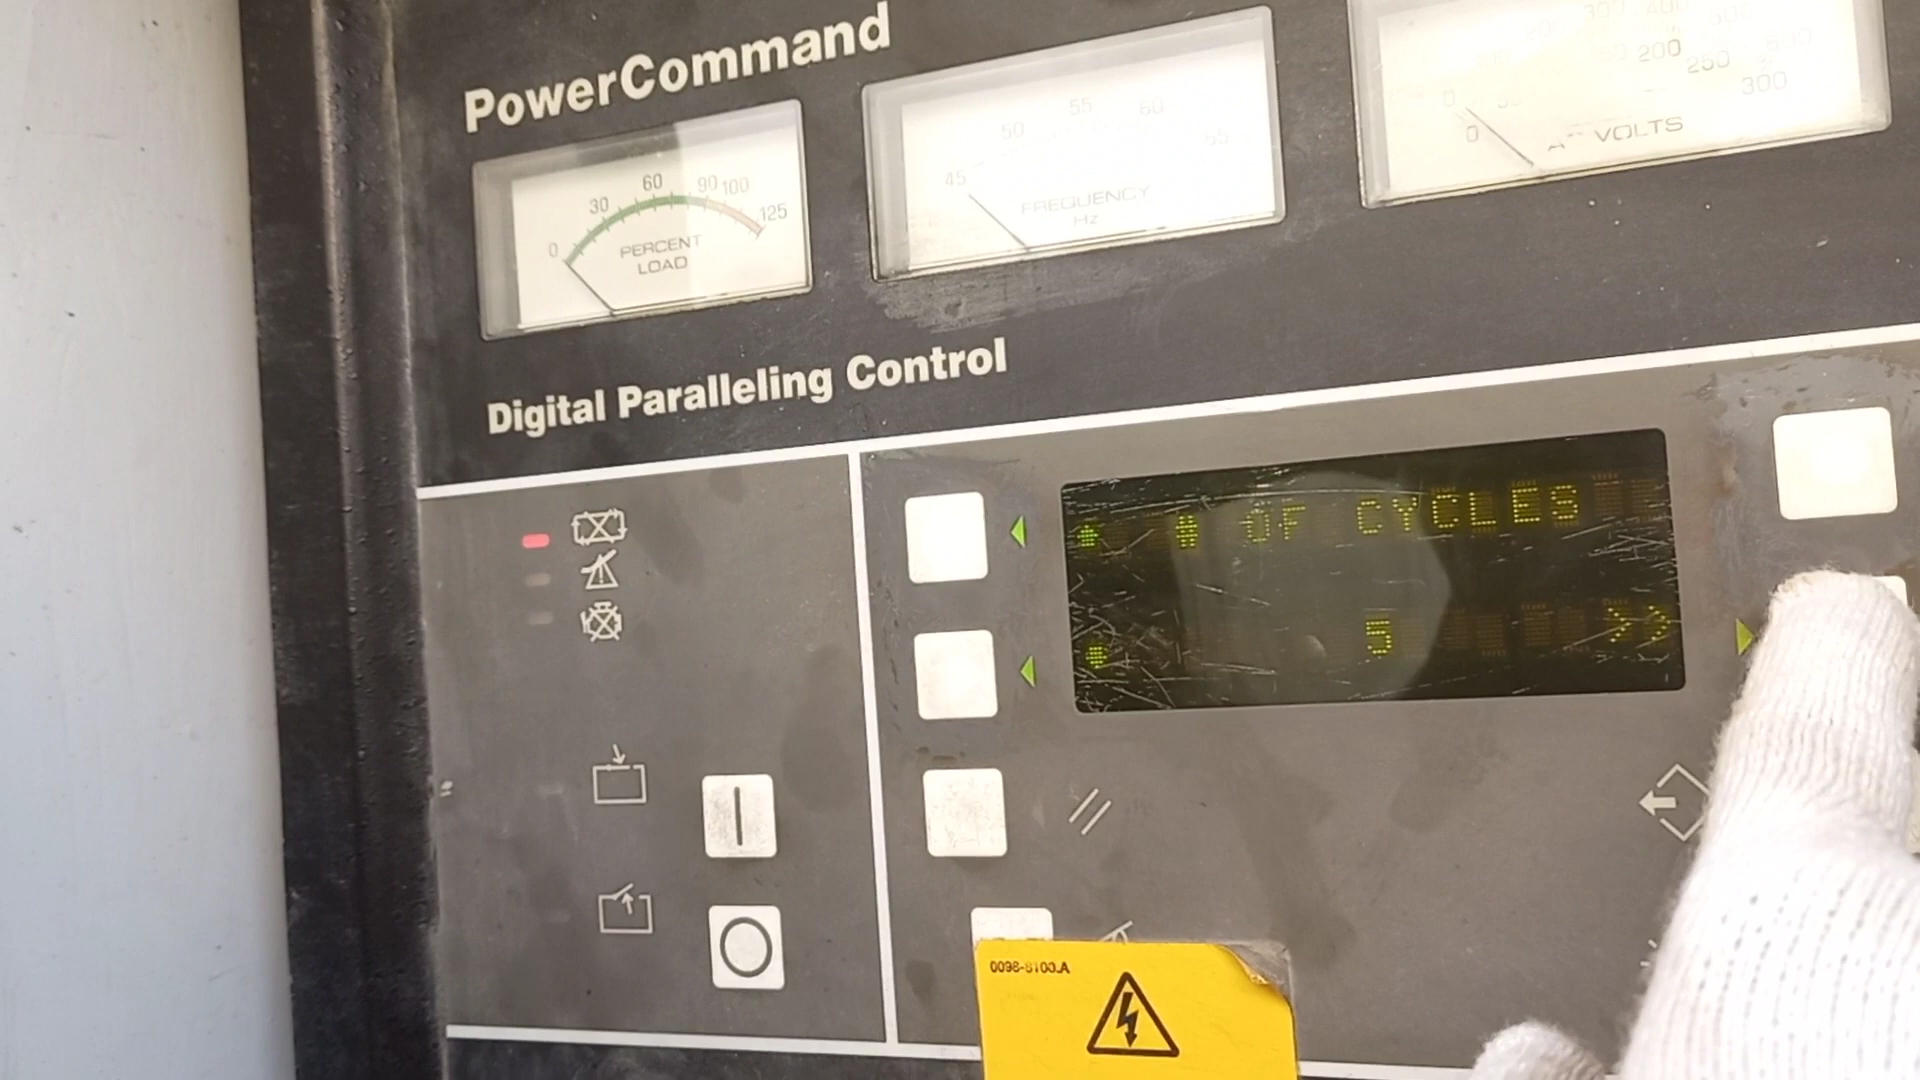 PowerCommand
0 30 60 90 100 125
PERCENT
LOAD
45 50 55 60 65
FREQUENCY
Hz
0 200 250 300
0
VOLTS
Digital Paralleling Control
# OF CYCLES
5 >>
0098-8100.A